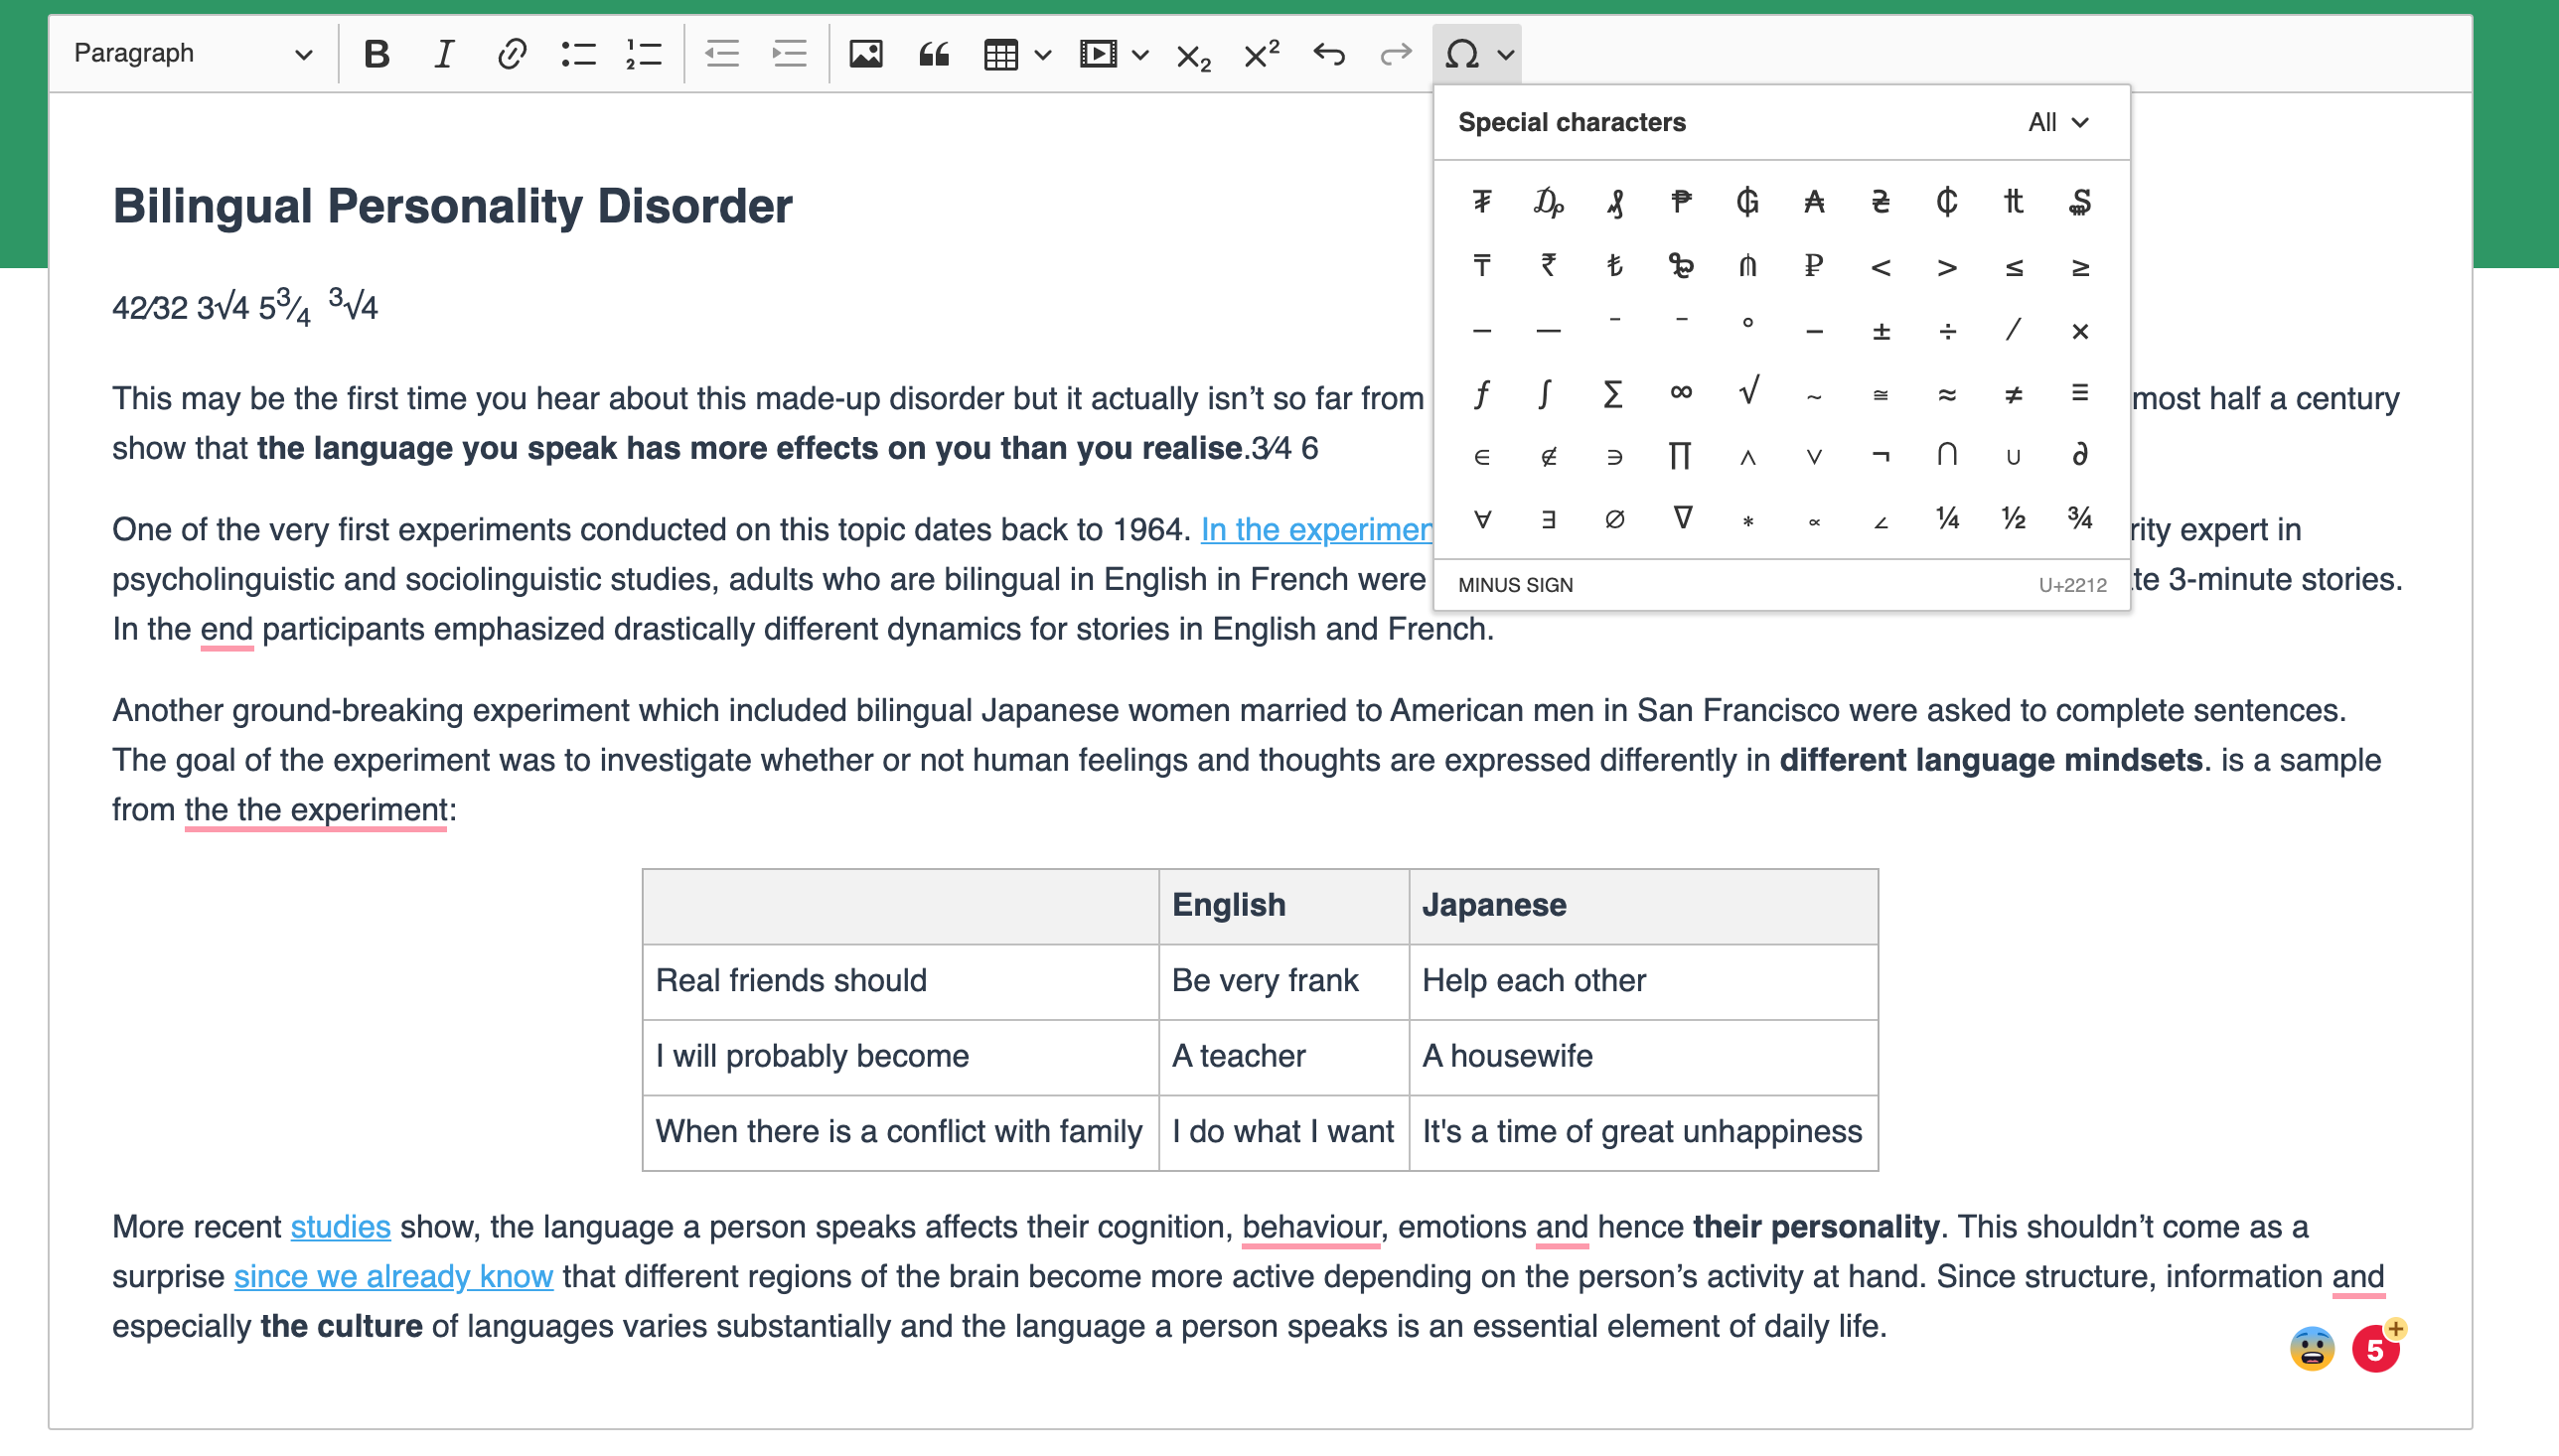 Paragraph
Special characters All
₮ ₯ ₰ ₱ ₲ ₳ ₴ ₵ ₶ ₷
₸ ₹ ₺ ₻ ₼ ₽ < > ≤ ≥
– — ¯ ‾ ° − ± ÷ ⁄ ×
ƒ ∫ ∑ ∞ √ ∼ ≅ ≈ ≠ ≡
∈ ∉ ∋ ∏ ∧ ∨ ¬ ∩ ∪ ∂
∀ ∃ ∅ ∇ ∗ ∝ ∠ ¼ ½ ¾
MINUS SIGN U+2212
Bilingual Personality Disorder
42⁄32 3√4 5³⁄₄ ³√4
This may be the first time you hear about this made-up disorder but it actually isn’t so far from most half a century
show that the language you speak has more effects on you than you realise.3⁄4 6
One of the very first experiments conducted on this topic dates back to 1964. In the experimen rity expert in
psycholinguistic and sociolinguistic studies, adults who are bilingual in English in French were te 3-minute stories.
In the end participants emphasized drastically different dynamics for stories in English and French.
Another ground-breaking experiment which included bilingual Japanese women married to American men in San Francisco were asked to complete sentences.
The goal of the experiment was to investigate whether or not human feelings and thoughts are expressed differently in different language mindsets. is a sample
from the the experiment:
English Japanese
Real friends should Be very frank Help each other
I will probably become A teacher A housewife
When there is a conflict with family I do what I want It's a time of great unhappiness
More recent studies show, the language a person speaks affects their cognition, behaviour, emotions and hence their personality. This shouldn’t come as a
surprise since we already know that different regions of the brain become more active depending on the person’s activity at hand. Since structure, information and
especially the culture of languages varies substantially and the language a person speaks is an essential element of daily life.
5